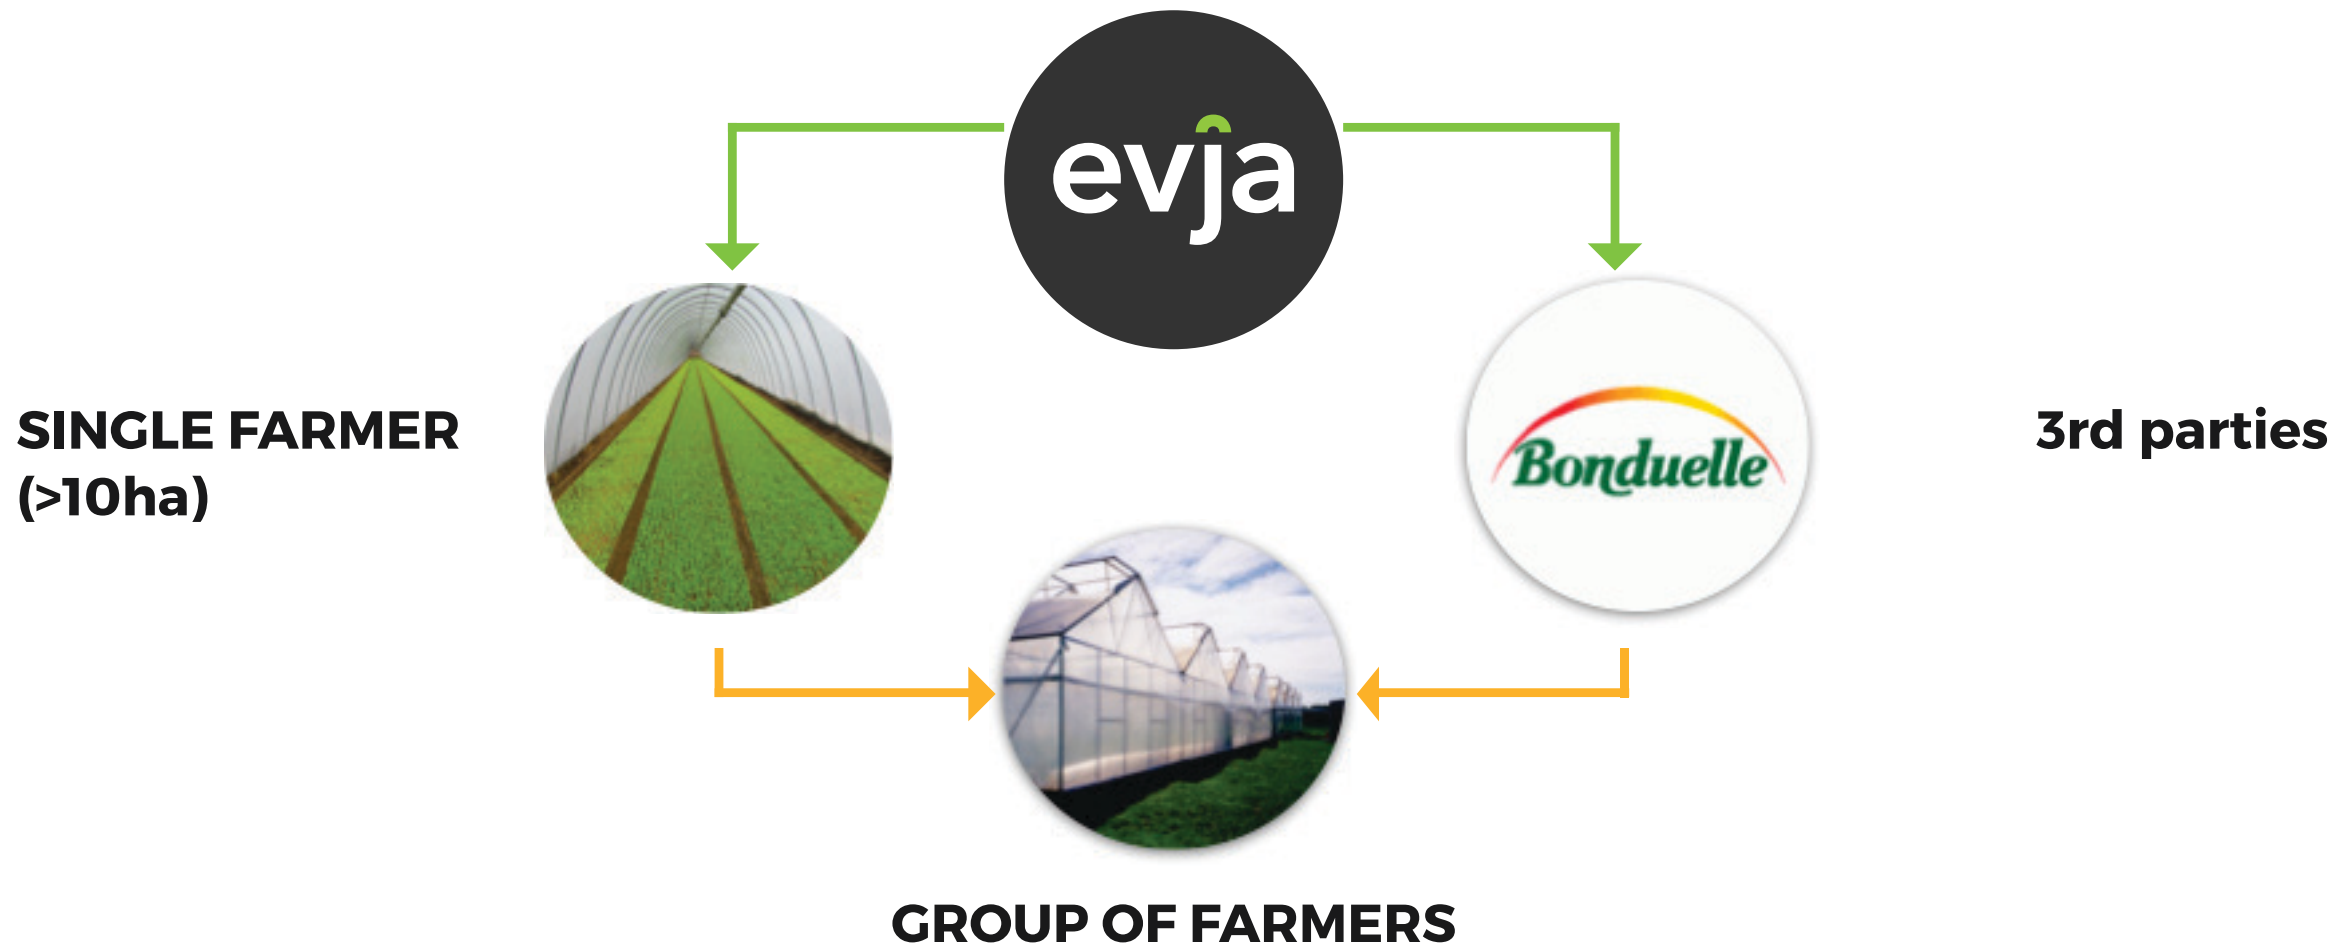 evja
SINGLE FARMER
(>10ha)
Bonduelle
3rd parties
GROUP OF FARMERS